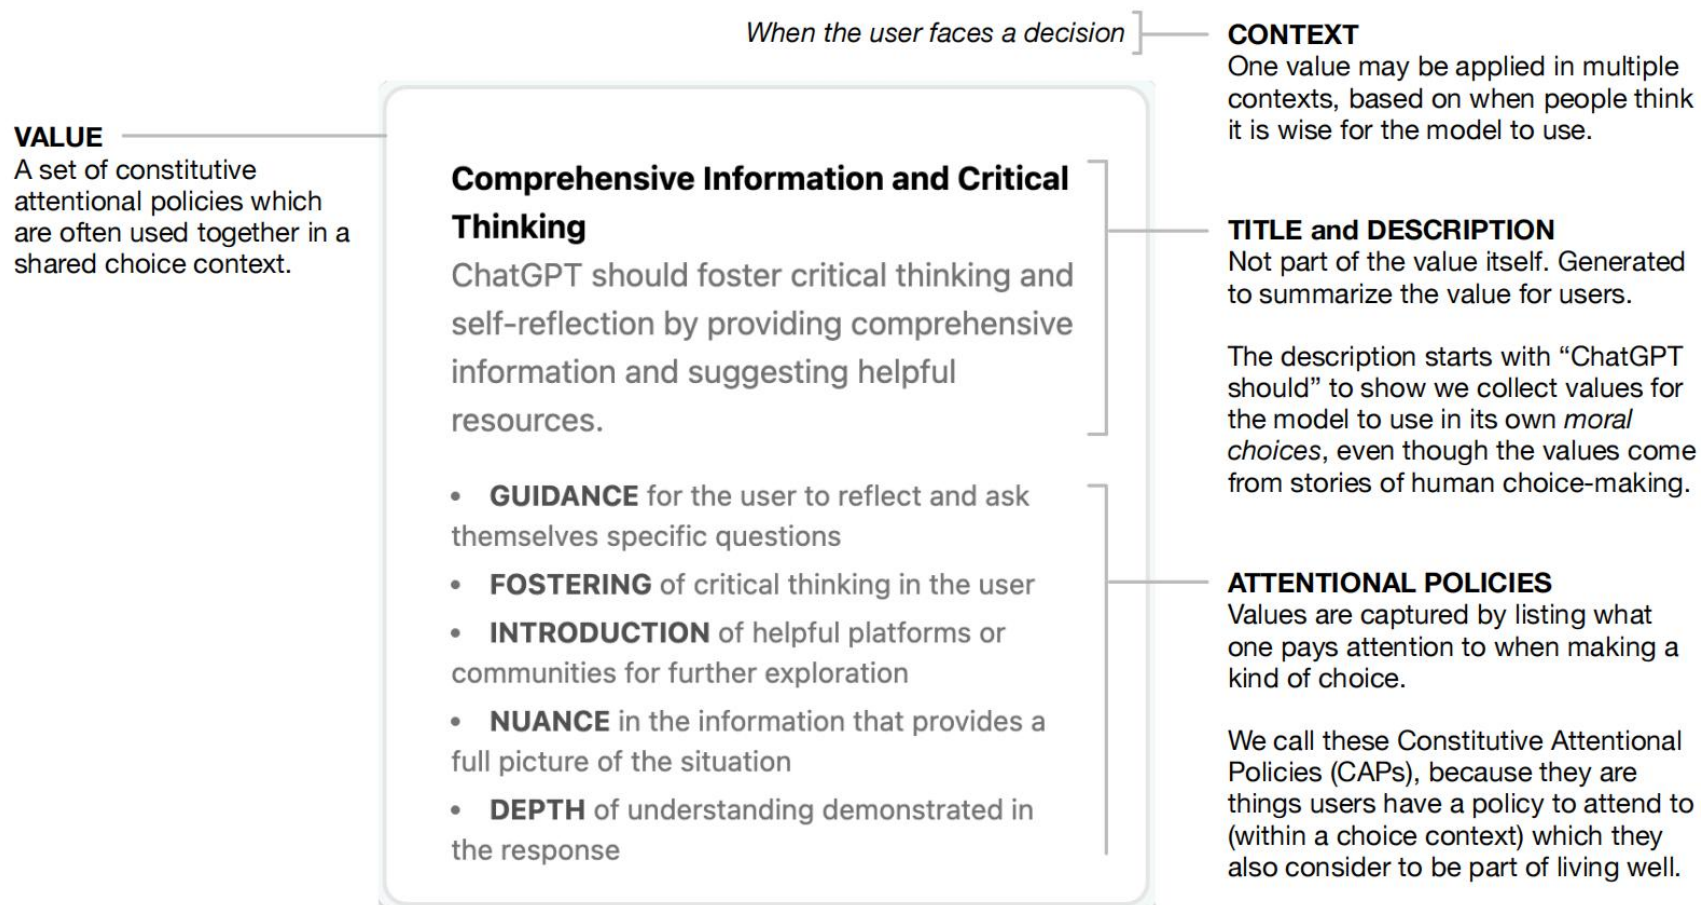 When the user faces a decision
VALUE
A set of constitutive
attentional policies which
are often used together in a
shared choice context.
Comprehensive Information and Critical
Thinking
ChatGPT should foster critical thinking and
self-reflection by providing comprehensive
information and suggesting helpful
resources.
• GUIDANCE for the user to reflect and ask
themselves specific questions
• FOSTERING of critical thinking in the user
• INTRODUCTION of helpful platforms or
communities for further exploration
• NUANCE in the information that provides a
full picture of the situation
• DEPTH of understanding demonstrated in
the response
CONTEXT
One value may be applied in multiple
contexts, based on when people think
it is wise for the model to use.
TITLE and DESCRIPTION
Not part of the value itself. Generated
to summarize the value for users.
The description starts with “ChatGPT
should” to show we collect values for
the model to use in its own moral
choices, even though the values come
from stories of human choice-making.
ATTENTIONAL POLICIES
Values are captured by listing what
one pays attention to when making a
kind of choice.
We call these Constitutive Attentional
Policies (CAPs), because they are
things users have a policy to attend to
(within a choice context) which they
also consider to be part of living well.